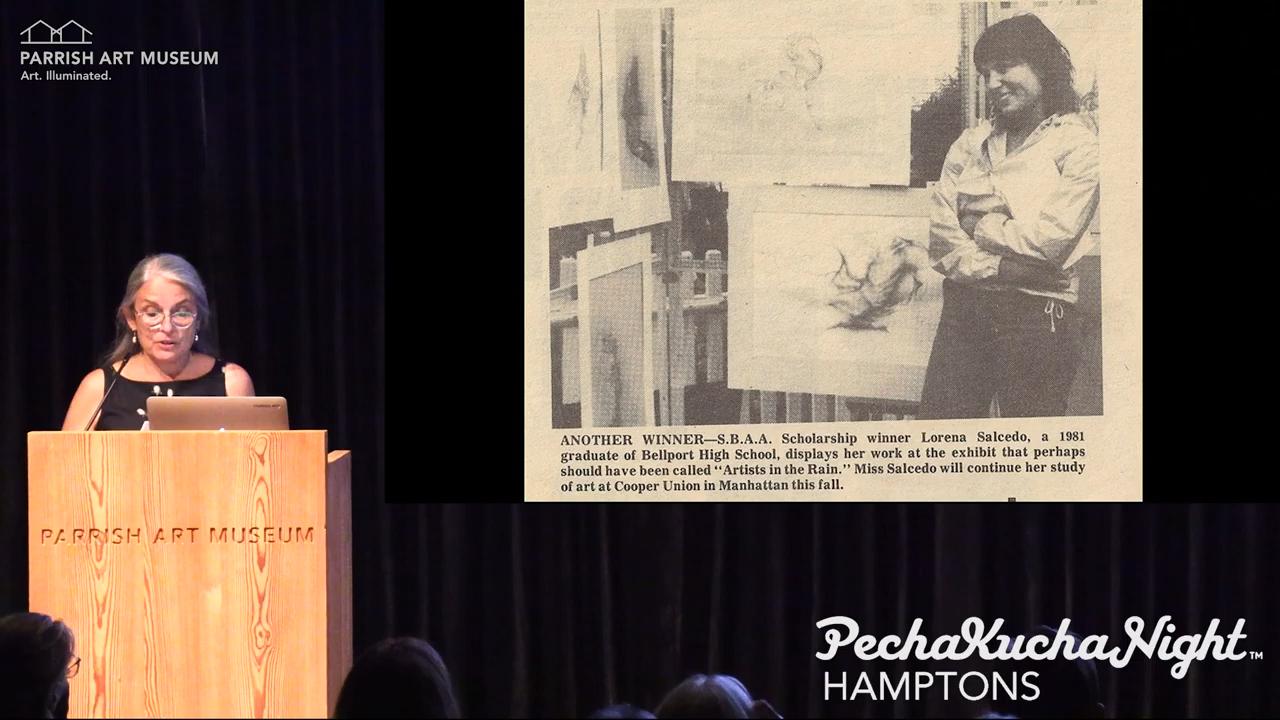 PARRISH ART MUSEUM
Art. Illuminated.
ANOTHER WINNER—S.B.A.A. Scholarship winner Lorena Salcedo, a 1981
graduate of Bellport High School, displays her work at the exhibit that perhaps
should have been called “Artists in the Rain.” Miss Salcedo will continue her study
of art at Cooper Union in Manhattan this fall.
PARRISH ART MUSEUM
PechaKucha Night™
HAMPTONS